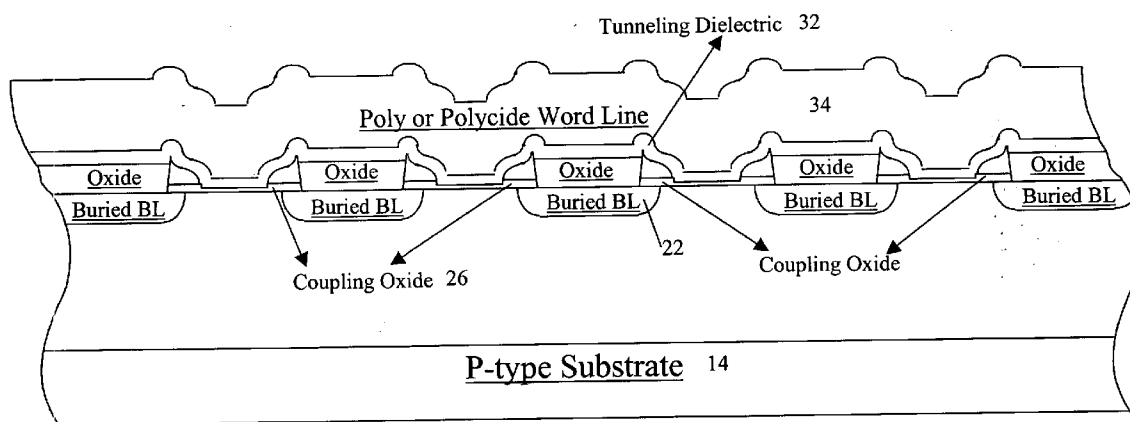 Tunneling Dielectric 32
34
Poly or Polycide Word Line
Oxide Oxide Oxide Oxide Oxide
Buried BL Buried BL Buried BL Buried BL Buried BL
22
Coupling Oxide 26 Coupling Oxide
P-type Substrate 14